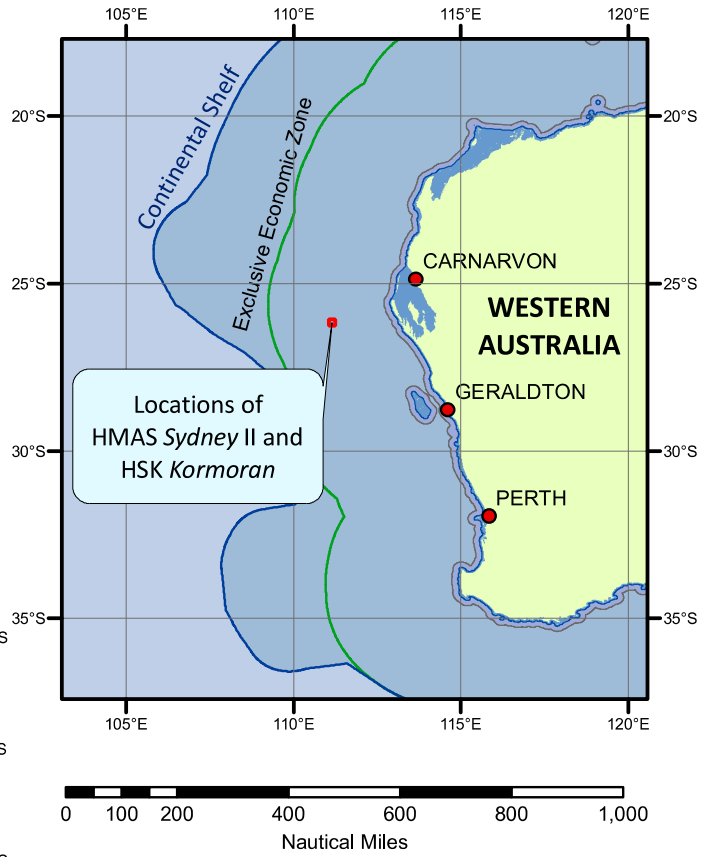 105°E 110°E 115°E 120°E
Continental Shelf
Exclusive Economic Zone
20°S 20°S
CARNARVON
25°S 25°S
WESTERN
AUSTRALIA
GERALDTON
Locations of
HMAS Sydney II and
HSK Kormoran
30°S 30°S
PERTH
35°S 35°S
S
105°E 110°E 115°E 120°E
S
0 100 200 400 600 800 1,000
Nautical Miles